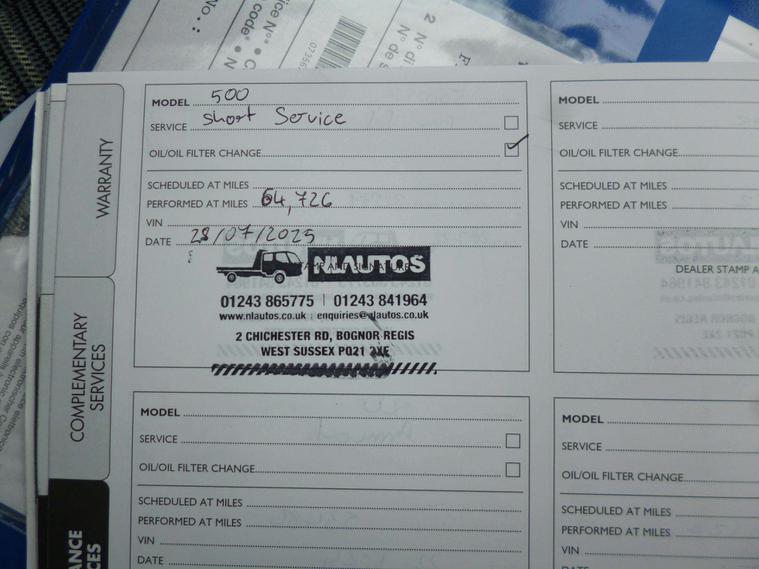 No.:
MODEL 500
SERVICE short Service
OIL/OIL FILTER CHANGE
SCHEDULED AT MILES
PERFORMED AT MILES 64,726
VIN
DATE 28/07/2025
NLAUTOS
01243 865775 | 01243 841964
www.nlautos.co.uk : enquiries@nlautos.co.uk
2 CHICHESTER RD, BOGNOR REGIS
WEST SUSSEX PO21 2XE
MODEL
SERVICE
OIL/OIL FILTER CHANGE
SCHEDULED AT MILES
PERFORMED AT MILES
VIN
DATE
DEALER STAMP A
MODEL
SERVICE
OIL/OIL FILTER CHANGE
SCHEDULED AT MILES
PERFORMED AT MILES
VIN
DATE
MODEL
SERVICE
OIL/OIL FILTER CHANGE
SCHEDULED AT MILES
PERFORMED AT MILES
VIN
WARRANTY
COMPLEMENTARY
SERVICES